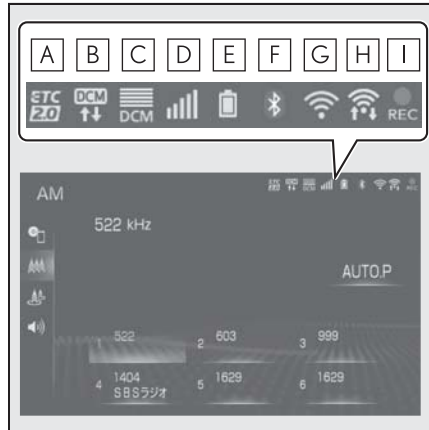 A B C D E F G H I
ETC 2.0 DCM DCM REC
AM
522 kHz
AUTO.P
1 522 2 603 3 999
4 1404 SBSラジオ 5 1629 6 1629